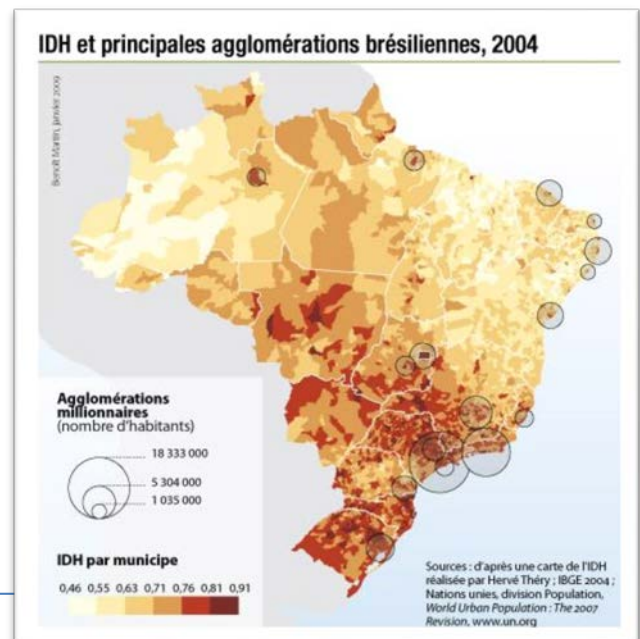 IDH et principales agglomérations brésiliennes, 2004
Benoît Martin, janvier 2009
Agglomérations
millionnaires
(nombre d'habitants)
18 333 000
5 304 000
1 035 000
IDH par municipe
0,46 0,55 0,63 0,71 0,76 0,81 0,91
Sources : d'après une carte de l'IDH
réalisée par Hervé Théry ; IBGE 2004 ;
Nations unies, division Population,
World Urban Population : The 2007
Revision, www.un.org